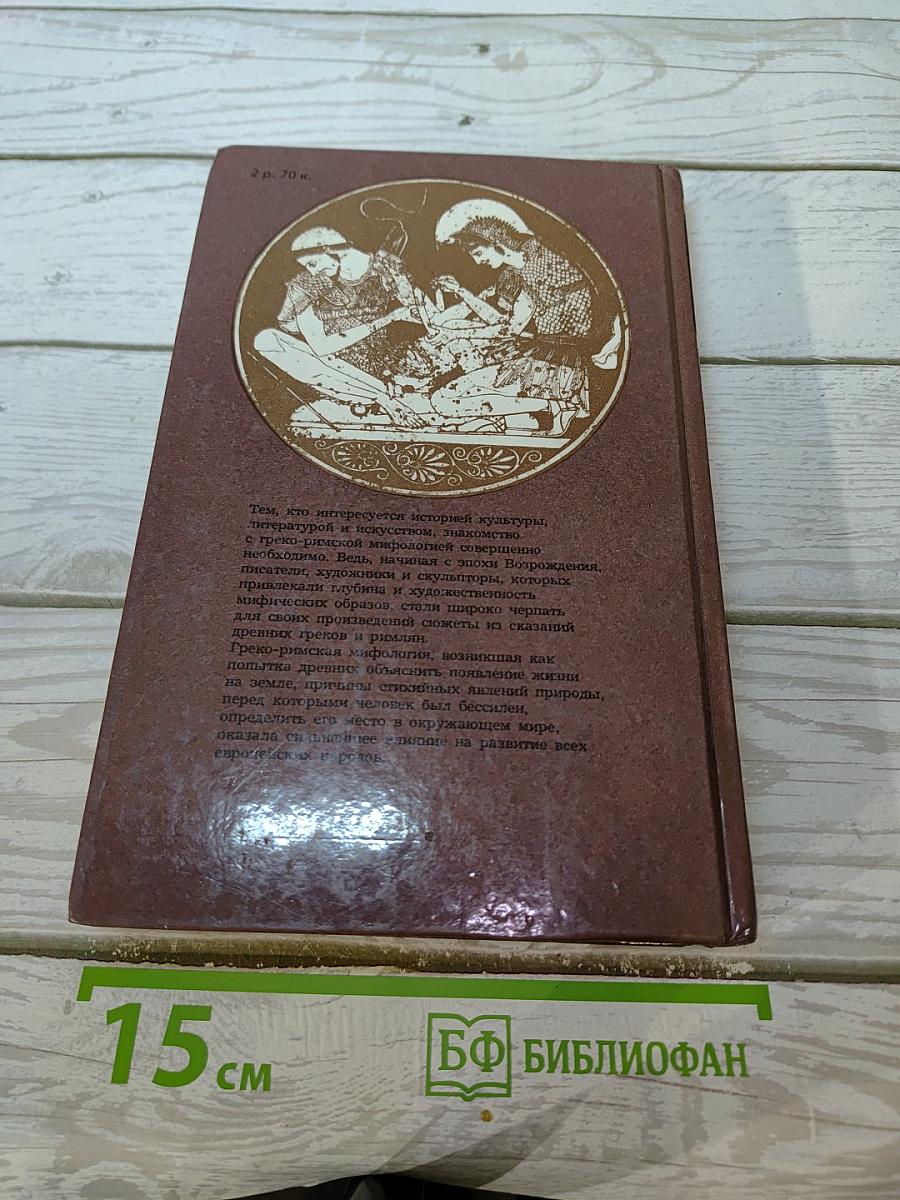 2 р. 70 к.
Тем, кто интересуется историей культуры,
литературой и искусством, знакомство
с греко-римской мифологией совершенно
необходимо. Ведь, начиная с эпохи Возрождения,
писатели, художники и скульпторы, которых
привлекали глубина и художественность
мифических образов, стали широко черпать
для своих произведений сюжеты из сказаний
древних греков и римлян.
Греко-римская мифология, возникшая как
попытка древних объяснить появление жизни
на земле, причины стихийных явлений природы,
перед которыми человек был бессилен,
определить его место в окружающем мире,
оказала сильнейшее влияние на развитие всех
европейских народов.
15 см
БФ БИБЛИОФАН